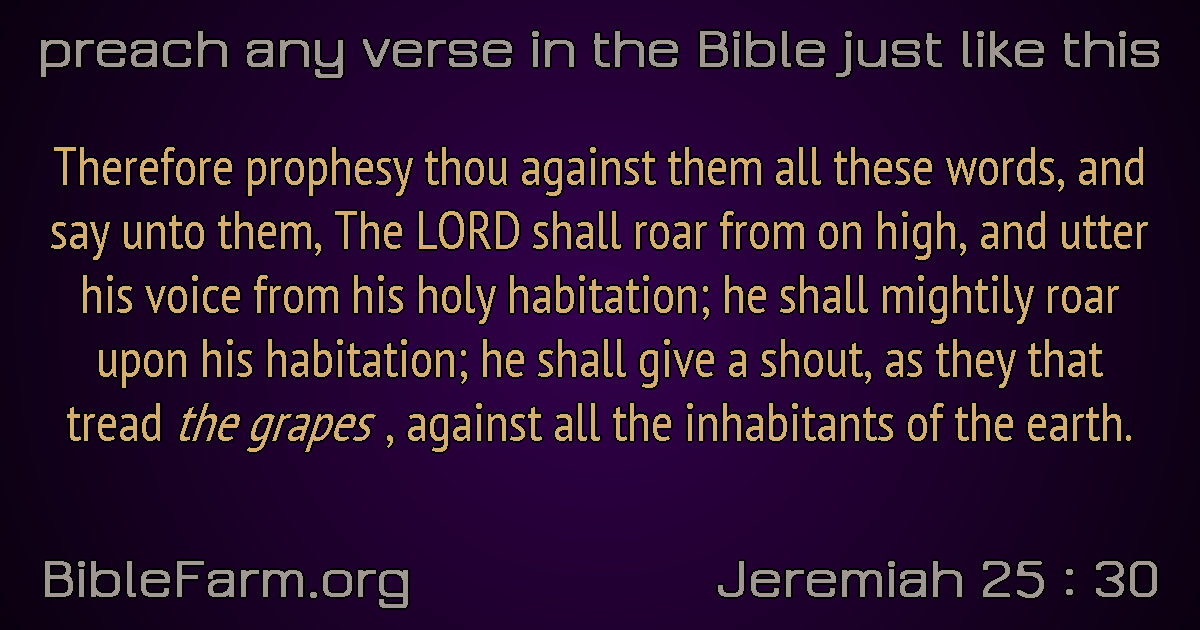 preach any verse in the Bible just like this
Therefore prophesy thou against them all these words, and
say unto them, The LORD shall roar from on high, and utter
his voice from his holy habitation; he shall mightily roar
upon his habitation; he shall give a shout, as they that
tread the grapes , against all the inhabitants of the earth.
BibleFarm.org
Jeremiah 25 : 30